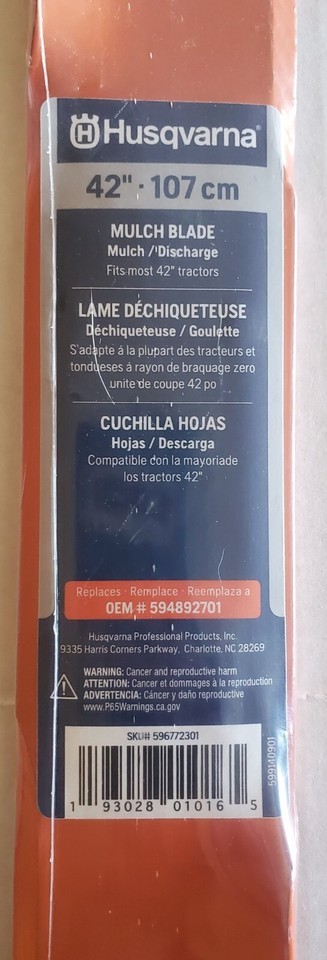 Husqvarna®
42" · 107 cm
MULCH BLADE
Mulch / Discharge
Fits most 42" tractors
LAME DÉCHIQUETEUSE
Déchiqueteuse / Goulette
S'adapte á la plupart des tracteurs et
tondueses á rayon de braquage zero
unite de coupe 42 po
CUCHILLA HOJAS
Hojas / Descarga
Compatible con la mayoriade
los tractors 42"
Replaces · Remplace · Reemplaza a
OEM # 594892701
Husqvarna Professional Products, Inc.
9335 Harris Corners Parkway, Charlotte, NC 28269
WARNING: Cancer and reproductive harm
ATTENTION: Cancer et dommages à la reproduction
ADVERTENCIA: Cáncer y daño reproductive
www.P65Warnings.ca.gov
SKU# 596772301
1 93028 01016 5
599140901